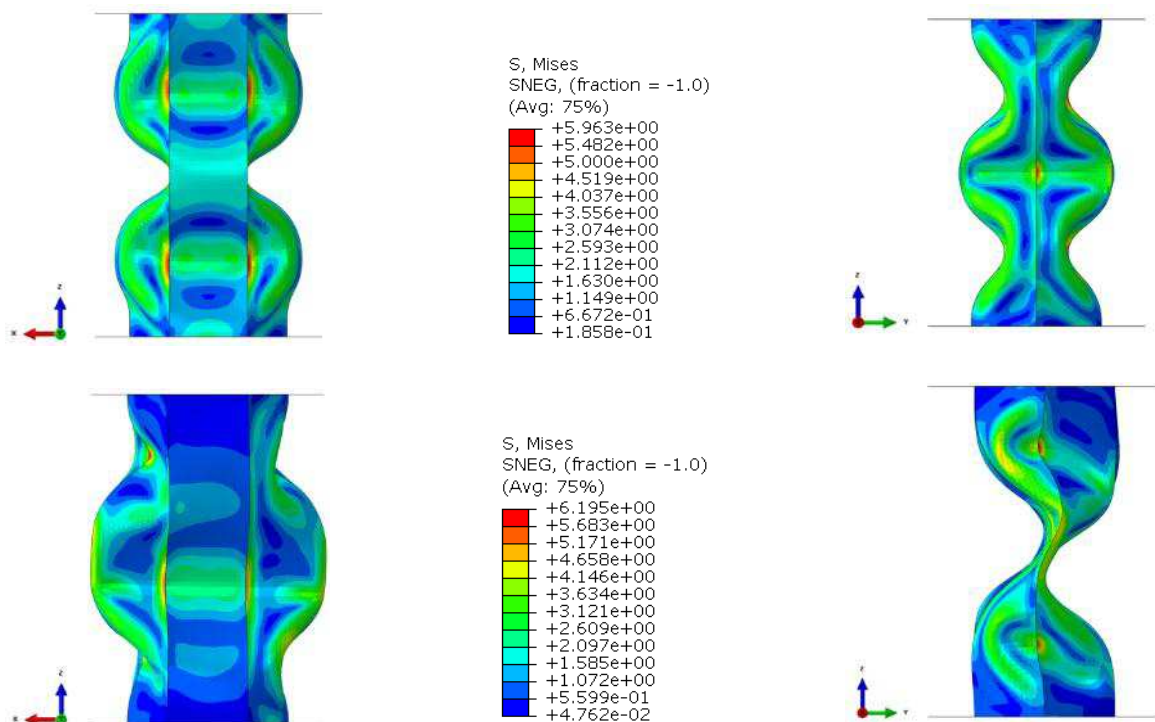 S, Mises
SNEG, (fraction = -1.0)
(Avg: 75%)
+5.963e+00
+5.482e+00
+5.000e+00
+4.519e+00
+4.037e+00
+3.556e+00
+3.074e+00
+2.593e+00
+2.112e+00
+1.630e+00
+1.149e+00
+6.672e-01
+1.858e-01
z
x
Y
z
Y
S, Mises
SNEG, (fraction = -1.0)
(Avg: 75%)
+6.195e+00
+5.683e+00
+5.171e+00
+4.658e+00
+4.146e+00
+3.634e+00
+3.121e+00
+2.609e+00
+2.097e+00
+1.585e+00
+1.072e+00
+5.599e-01
+4.762e-02
z
x
z
Y